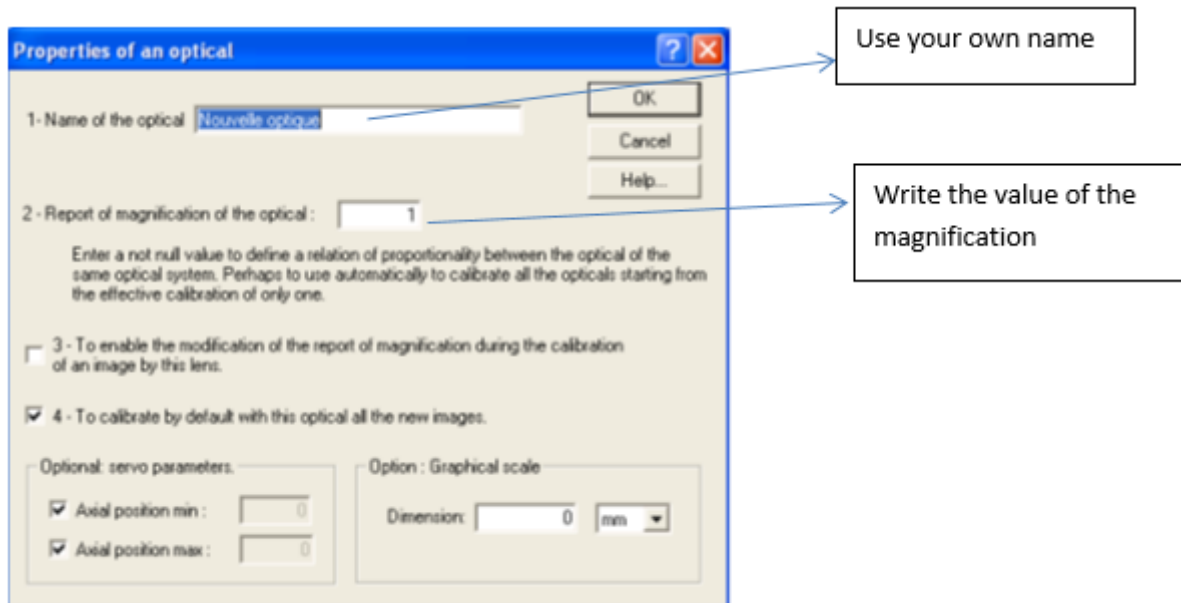 Properties of an optical
Use your own name
1- Name of the optical Nouvelle optique
OK
Cancel
Help...
2 - Report of magnification of the optical : 1
Write the value of the
magnification
Enter a not null value to define a relation of proportionality between the optical of the
same optical system. Perhaps to use automatically to calibrate all the opticals starting from
the effective calibration of only one.
3 - To enable the modification of the report of magnification during the calibration
of an image by this lens.
4 - To calibrate by default with this optical all the new images.
Optional: servo parameters.
Axial position min : 0
Axial position max : 0
Option : Graphical scale
Dimension: 0 mm